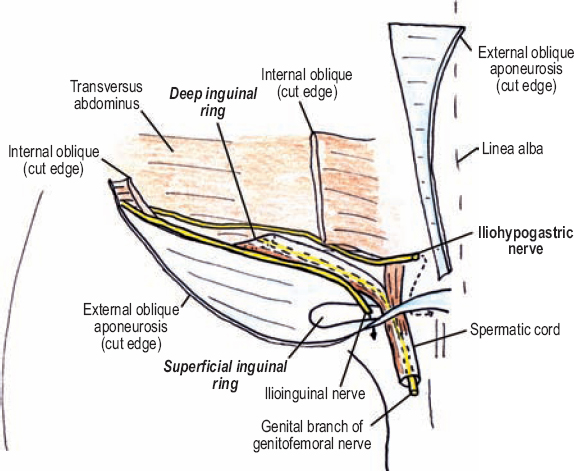 External oblique
aponeurosis
(cut edge)
Internal oblique
(cut edge)
Transversus
abdominus
Deep inguinal
ring
Linea alba
Internal oblique
(cut edge)
Iliohypogastric
nerve
External oblique
aponeurosis
(cut edge)
Spermatic cord
Superficial inguinal
ring
Ilioinguinal nerve
Genital branch of
genitofemoral nerve